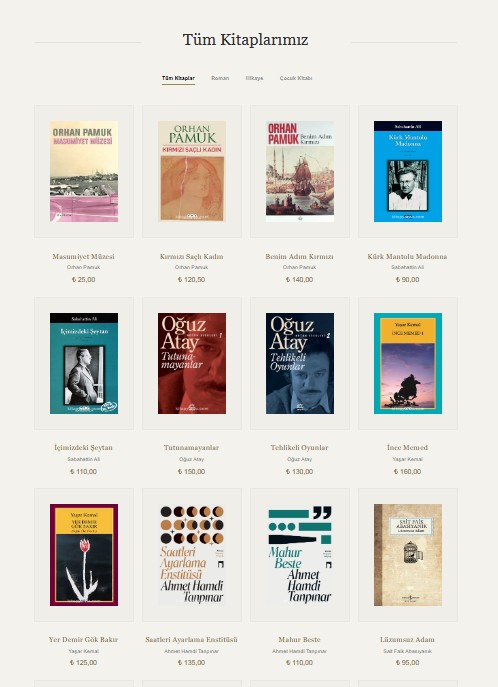 Tüm Kitaplarımız
Tüm Kitaplar Roman Hikaye Çocuk Kitabı
ORHAN PAMUK
MASUMİYET MÜZESİ
ORHAN
PAMUK
KIRMIZI SAÇLI KADIN
ORHAN
PAMUK
Benim Adım
Kırmızı
Sabahattin Ali
Kürk Mantolu
Madonna
Masumiyet Müzesi
Orhan Pamuk
₺ 25,00
Kırmızı Saçlı Kadın
Orhan Pamuk
₺ 120,50
Benim Adım Kırmızı
Orhan Pamuk
₺ 140,00
Kürk Mantolu Madonna
Sabahattin Ali
₺ 90,00
Sabahattin Ali
İçimizdeki Şeytan
Oğuz
Atay
Tutuna-
mayanlar
Oğuz
Atay
Tehlikeli
Oyunlar
Yaşar Kemal
İNCE MEMED 1
İçimizdeki Şeytan
Sabahattin Ali
₺ 110,00
Tutunamayanlar
Oğuz Atay
₺ 150,00
Tehlikeli Oyunlar
Oğuz Atay
₺ 130,00
İnce Memed
Yaşar Kemal
₺ 160,00
Yaşar Kemal
YER DEMİR
GÖK BAKIR
Saatleri
Ayarlama
Enstitüsü
Ahmet Hamdi
Tanpınar
Mahur
Beste
Ahmet Hamdi
Tanpınar
SAİT FAİK
ABASIYANIK
Yer Demir Gök Bakır
Yaşar Kemal
₺ 125,00
Saatleri Ayarlama Enstitüsü
Ahmet Hamdi Tanpınar
₺ 135,00
Mahur Beste
Ahmet Hamdi Tanpınar
₺ 110,00
Lüzumsuz Adam
Sait Faik Abasıyanık
₺ 95,00